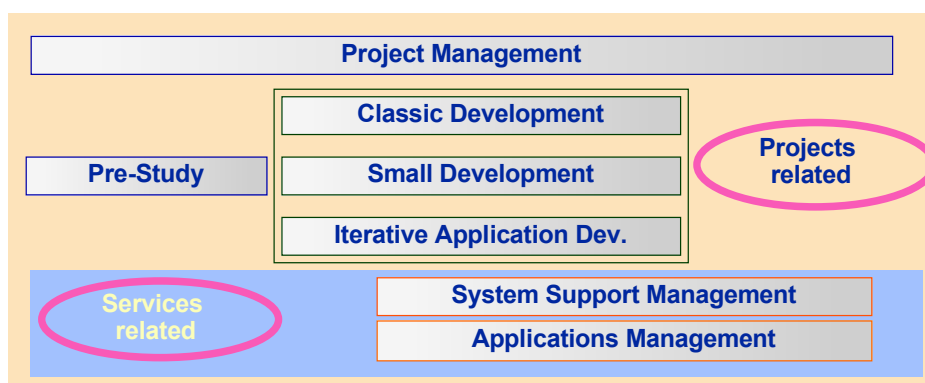 Project Management
Classic Development
Pre-Study
Small Development
Projects
related
Iterative Application Dev.
Services
related
System Support Management
Applications Management